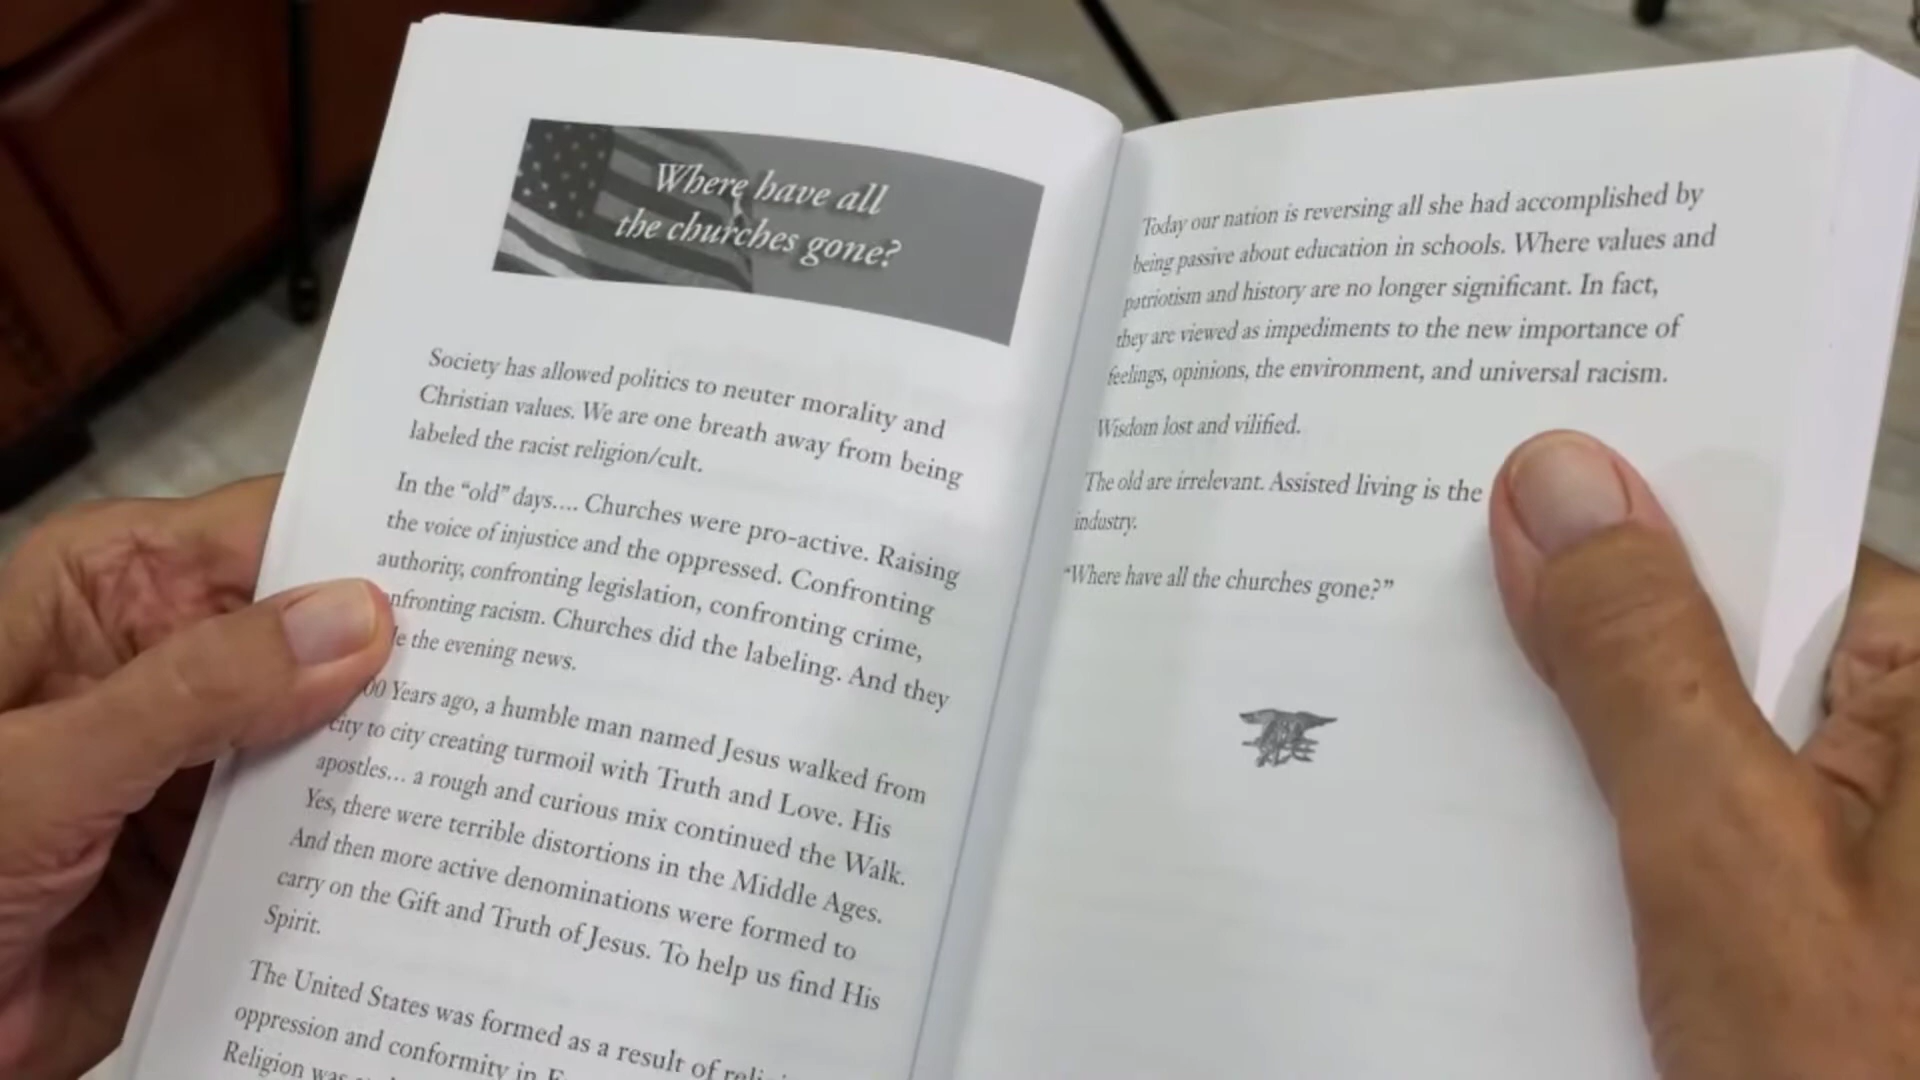 Where have all
the churches gone?
Society has allowed politics to neuter morality and
Christian values. We are one breath away from being
labeled the racist religion/cult.
In the “old” days.... Churches were pro-active. Raising
the voice of injustice and the oppressed. Confronting
authority, confronting legislation, confronting crime,
nfronting racism. Churches did the labeling. And they
the evening news.
00 Years ago, a humble man named Jesus walked from
city to city creating turmoil with Truth and Love. His
apostles... a rough and curious mix continued the Walk.
Yes, there were terrible distortions in the Middle Ages.
And then more active denominations were formed to
carry on the Gift and Truth of Jesus. To help us find His
Spirit.
The United States was formed as a result of
oppression and conformity in
Religion was
Today our nation is reversing all she had accomplished by
being passive about education in schools. Where values and
patriotism and history are no longer significant. In fact,
they are viewed as impediments to the new importance of
feelings, opinions, the environment, and universal racism.
Wisdom lost and vilified.
The old are irrelevant. Assisted living is the
industry.
“Where have all the churches gone?”